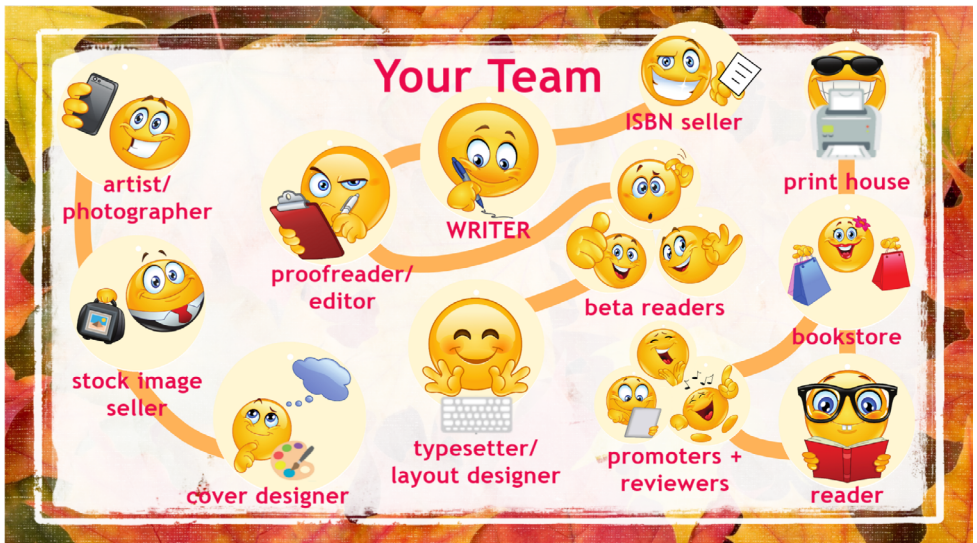 Your Team
artist/
photographer
stock image
seller
cover designer
proofreader/
editor
WRITER
ISBN seller
beta readers
typesetter/
layout designer
print house
bookstore
promoters +
reviewers
reader